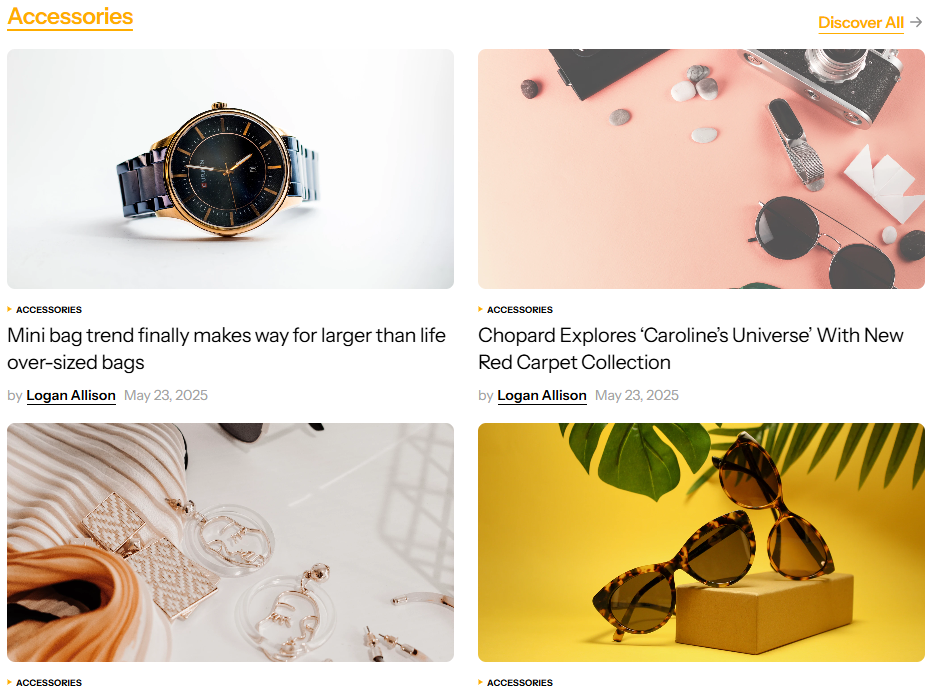 Accessories
Discover All
ACCESSORIES
Mini bag trend finally makes way for larger than life
over-sized bags
by Logan Allison May 23, 2025
ACCESSORIES
Chopard Explores ‘Caroline’s Universe’ With New
Red Carpet Collection
by Logan Allison May 23, 2025
ACCESSORIES
ACCESSORIES